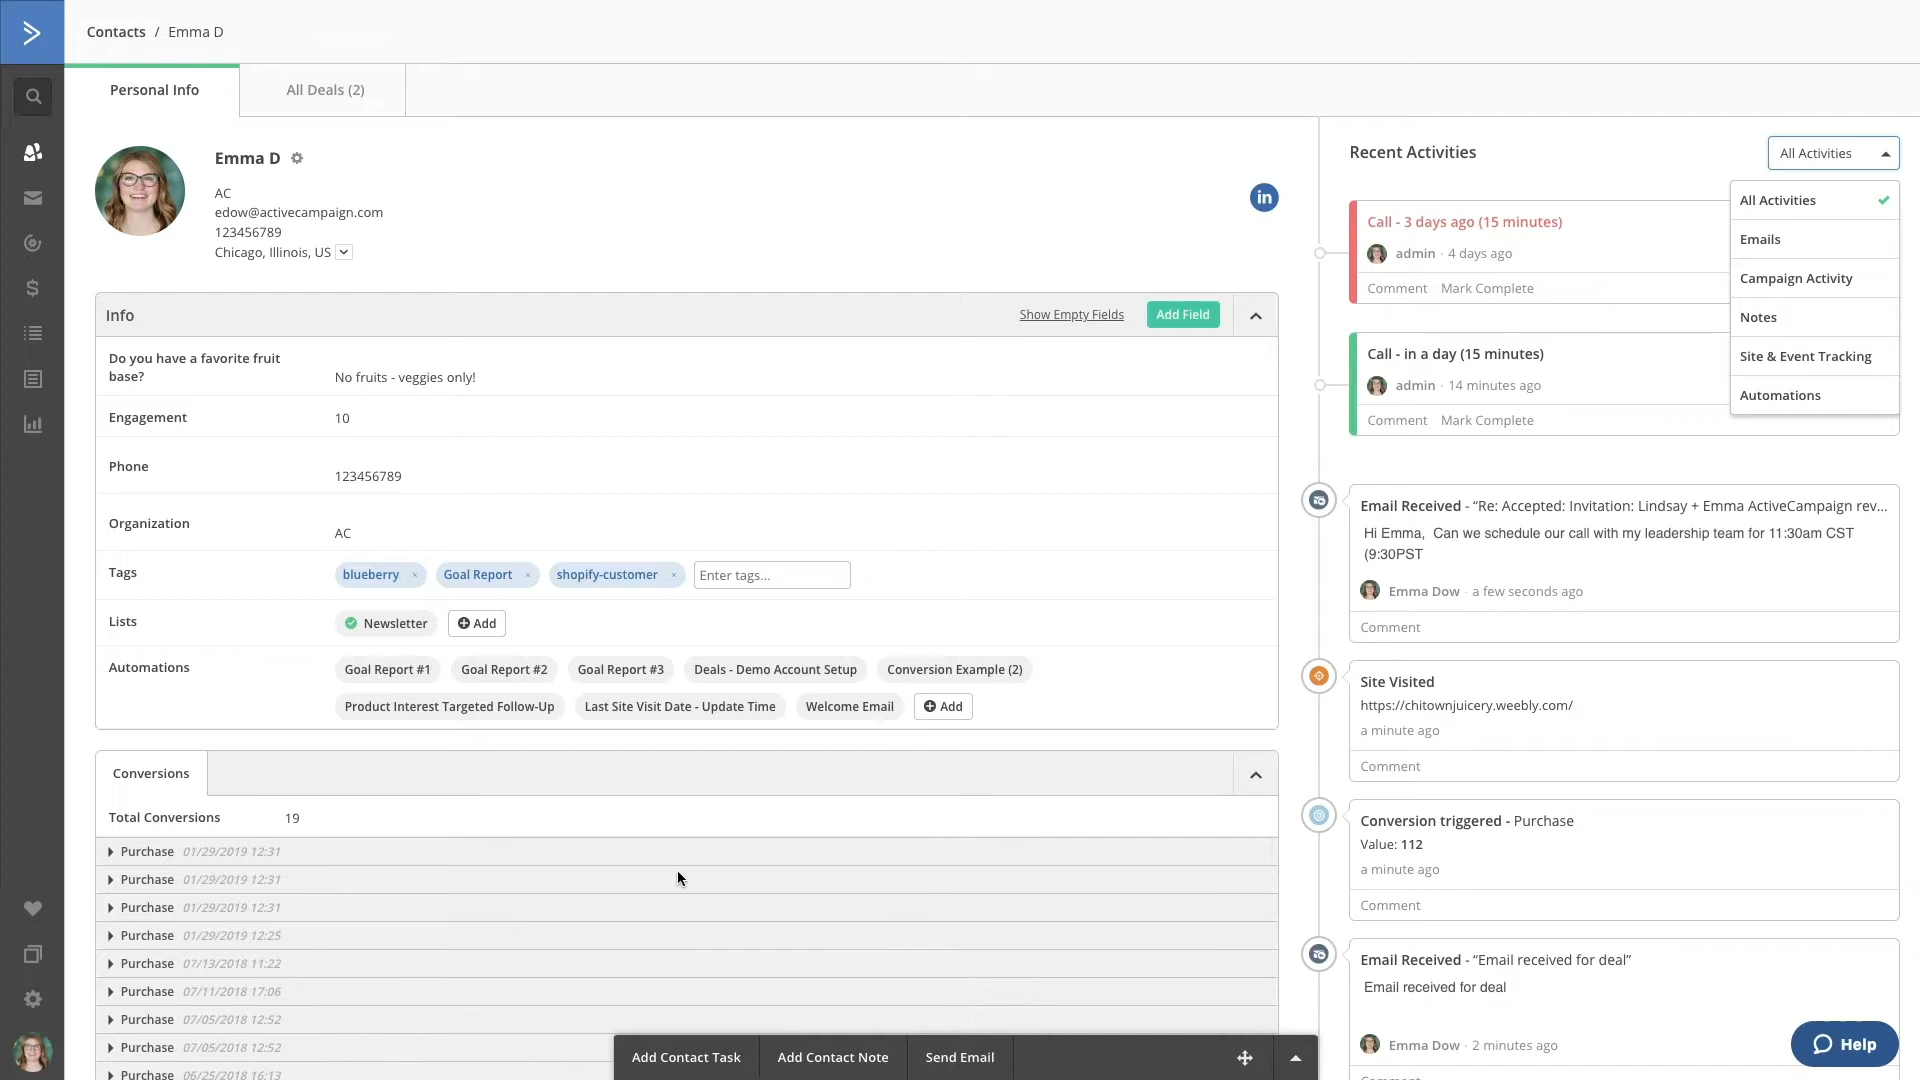 Contacts / Emma D
Personal Info
All Deals (2)
Emma D
AC
edow@activecampaign.com
123456789
Chicago, Illinois, US
in
Info
Show Empty Fields
Add Field
Do you have a favorite fruit
base?
No fruits - veggies only!
Engagement
10
Phone
123456789
Organization
AC
Tags
blueberry ×
Goal Report ×
shopify-customer ×
Enter tags...
Lists
Newsletter
Add
Automations
Goal Report #1
Goal Report #2
Goal Report #3
Deals - Demo Account Setup
Conversion Example (2)
Product Interest Targeted Follow-Up
Last Site Visit Date - Update Time
Welcome Email
Add
Conversions
Total Conversions 19
Purchase 01/29/2019 12:31
Purchase 01/29/2019 12:31
Purchase 01/29/2019 12:31
Purchase 01/29/2019 12:25
Purchase 07/13/2018 11:22
Purchase 07/11/2018 17:06
Purchase 07/05/2018 12:52
Purchase 07/05/2018 12:52
Purchase 06/25/2018 16:13
Add Contact Task
Add Contact Note
Send Email
Recent Activities
All Activities
All Activities
Emails
Campaign Activity
Notes
Site & Event Tracking
Automations
Call - 3 days ago (15 minutes)
admin · 4 days ago
Comment Mark Complete
Call - in a day (15 minutes)
admin · 14 minutes ago
Comment Mark Complete
Email Received - “Re: Accepted: Invitation: Lindsay + Emma ActiveCampaign rev...
Hi Emma, Can we schedule our call with my leadership team for 11:30am CST
(9:30PST
Emma Dow · a few seconds ago
Comment
Site Visited
https://chitownjuicery.weebly.com/
a minute ago
Comment
Conversion triggered - Purchase
Value: 112
a minute ago
Comment
Email Received - “Email received for deal”
Email received for deal
Emma Dow · 2 minutes ago
Help